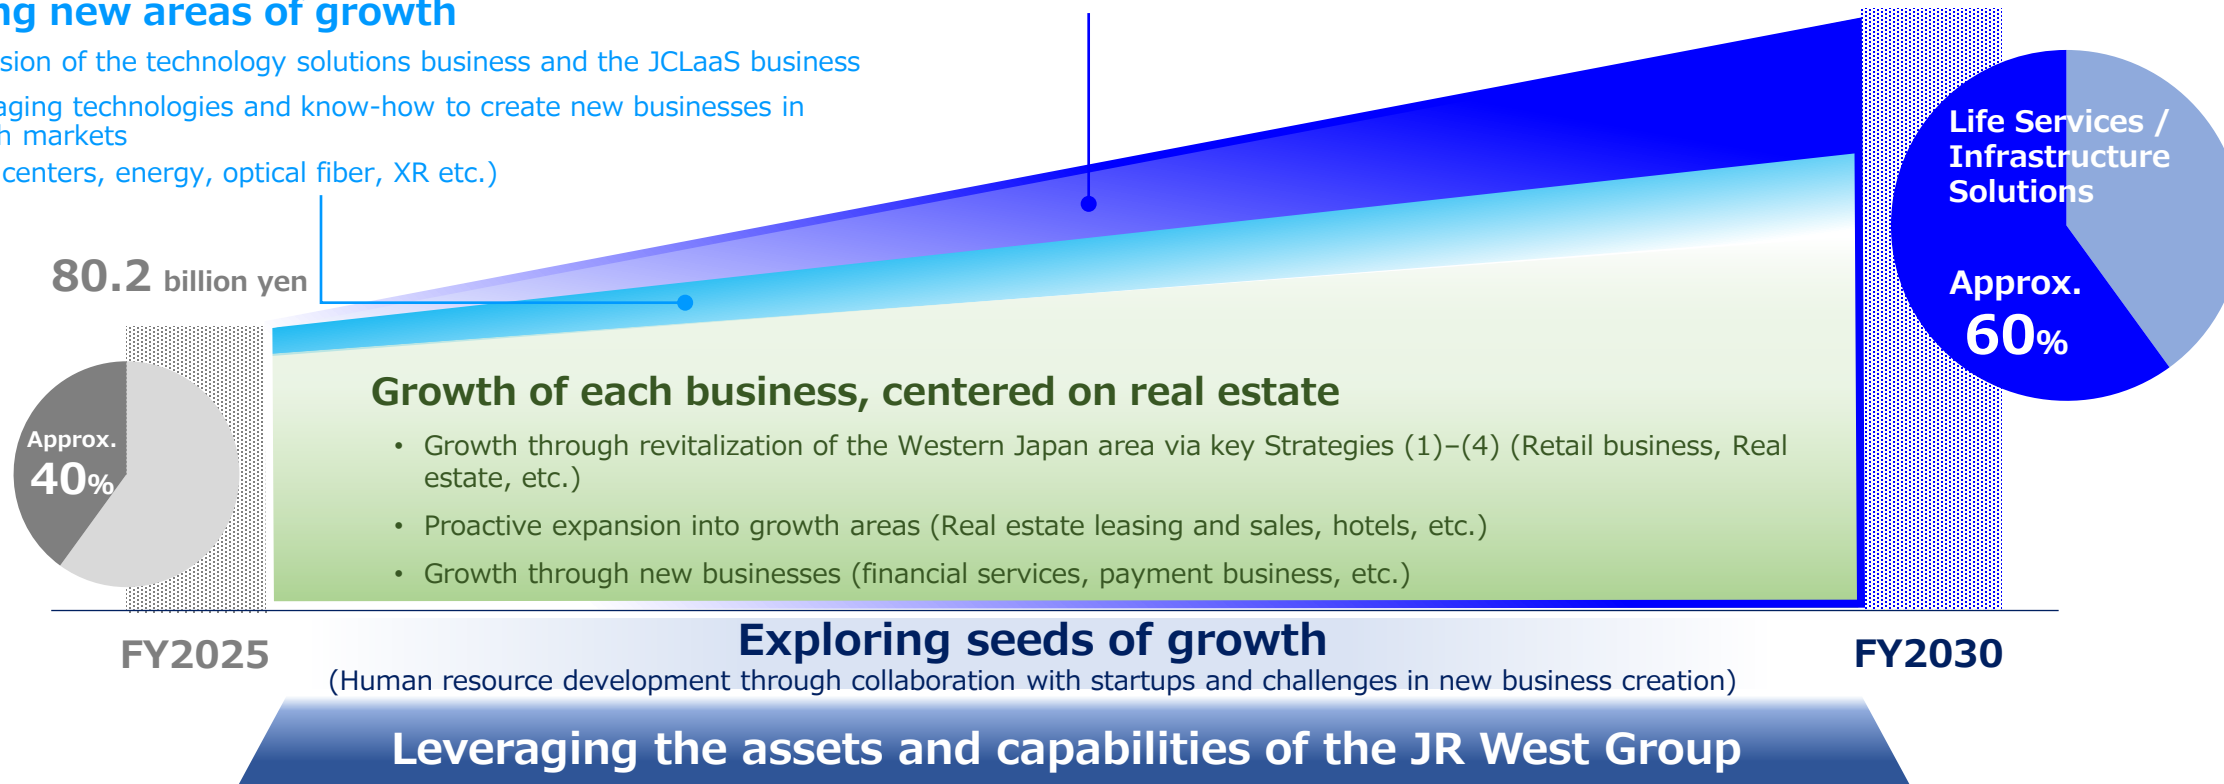 new areas of growth
of the technology solutions business and the JCLaaS business
technologies and know-how to create new businesses in
markets
centers, energy, optical fiber, XR etc.)
80.2 billion yen
Approx.
40%
Life Services /
Infrastructure
Solutions
Approx.
60%
Growth of each business, centered on real estate
• Growth through revitalization of the Western Japan area via key Strategies (1)–(4) (Retail business, Real
estate, etc.)
• Proactive expansion into growth areas (Real estate leasing and sales, hotels, etc.)
• Growth through new businesses (financial services, payment business, etc.)
FY2025
Exploring seeds of growth
FY2030
(Human resource development through collaboration with startups and challenges in new business creation)
Leveraging the assets and capabilities of the JR West Group